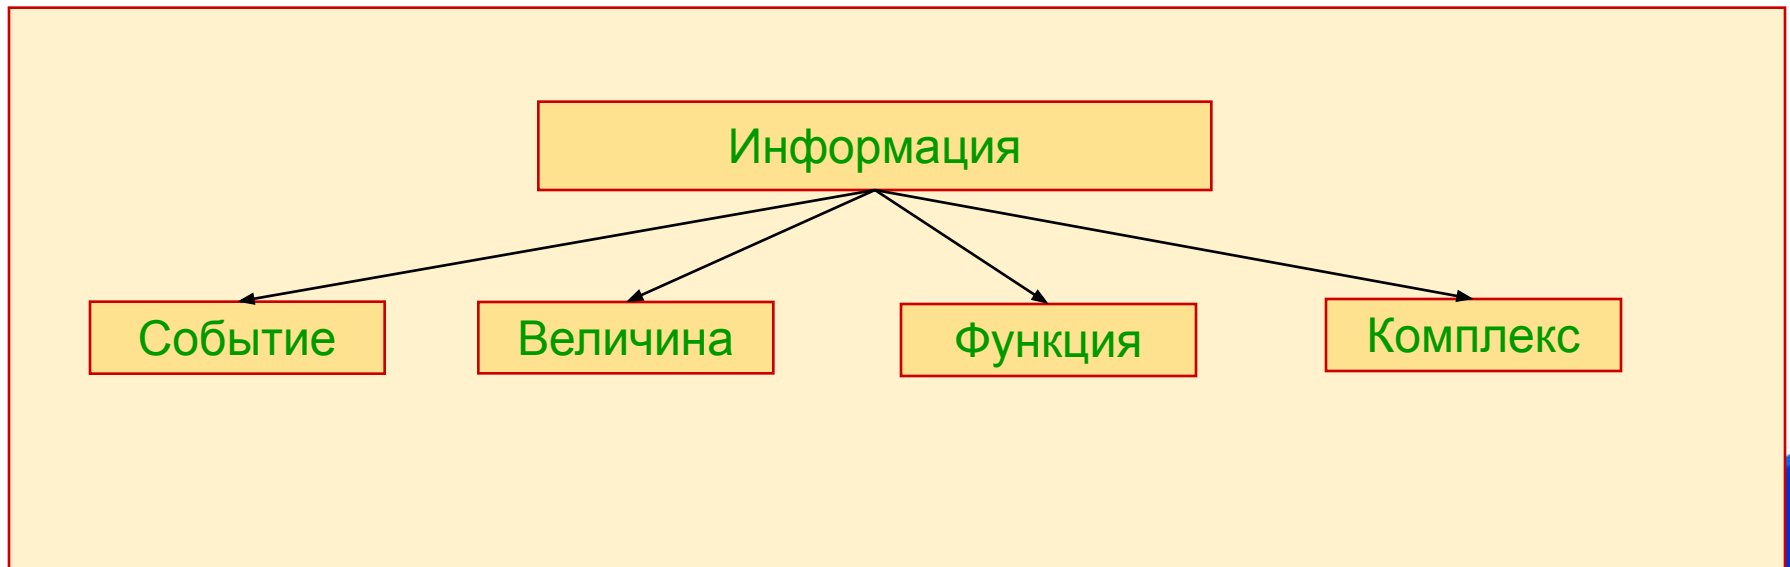 Информация
Событие
Величина
Функция
Комплекс